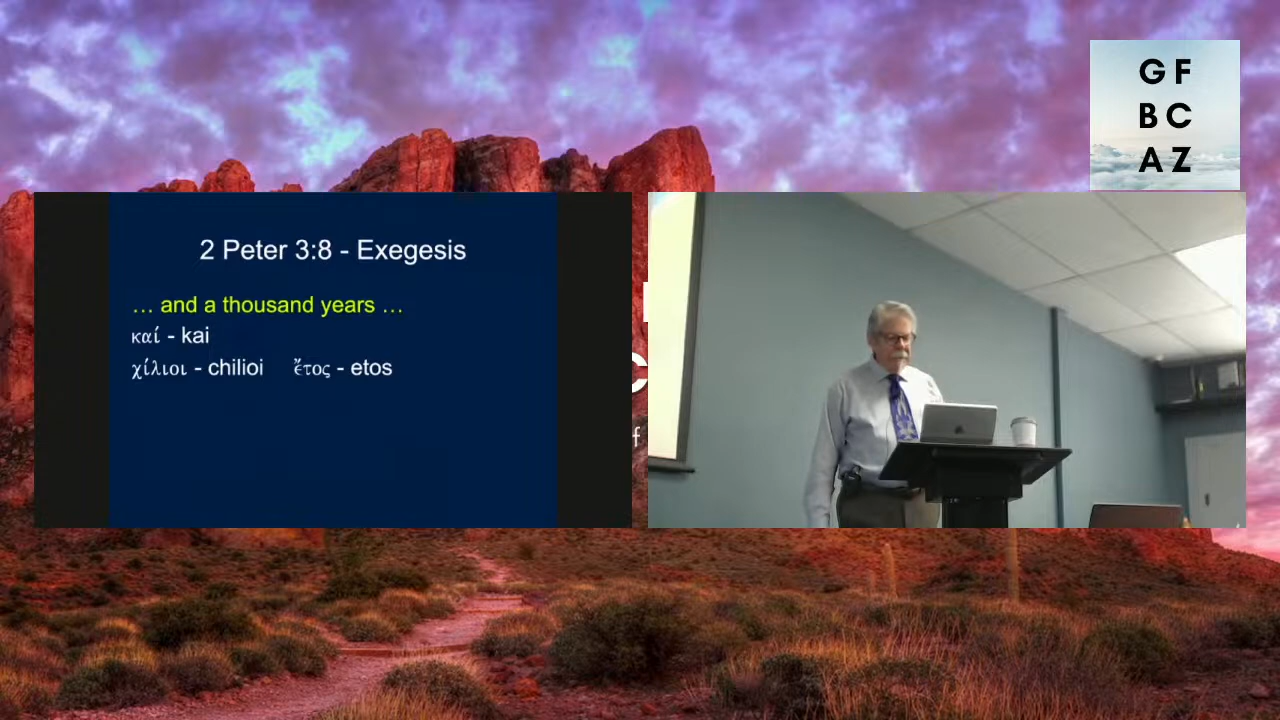 G F
B C
A Z
2 Peter 3:8 - Exegesis
… and a thousand years …
καί - kai
χίλιοι - chilioi ἔτος - etos